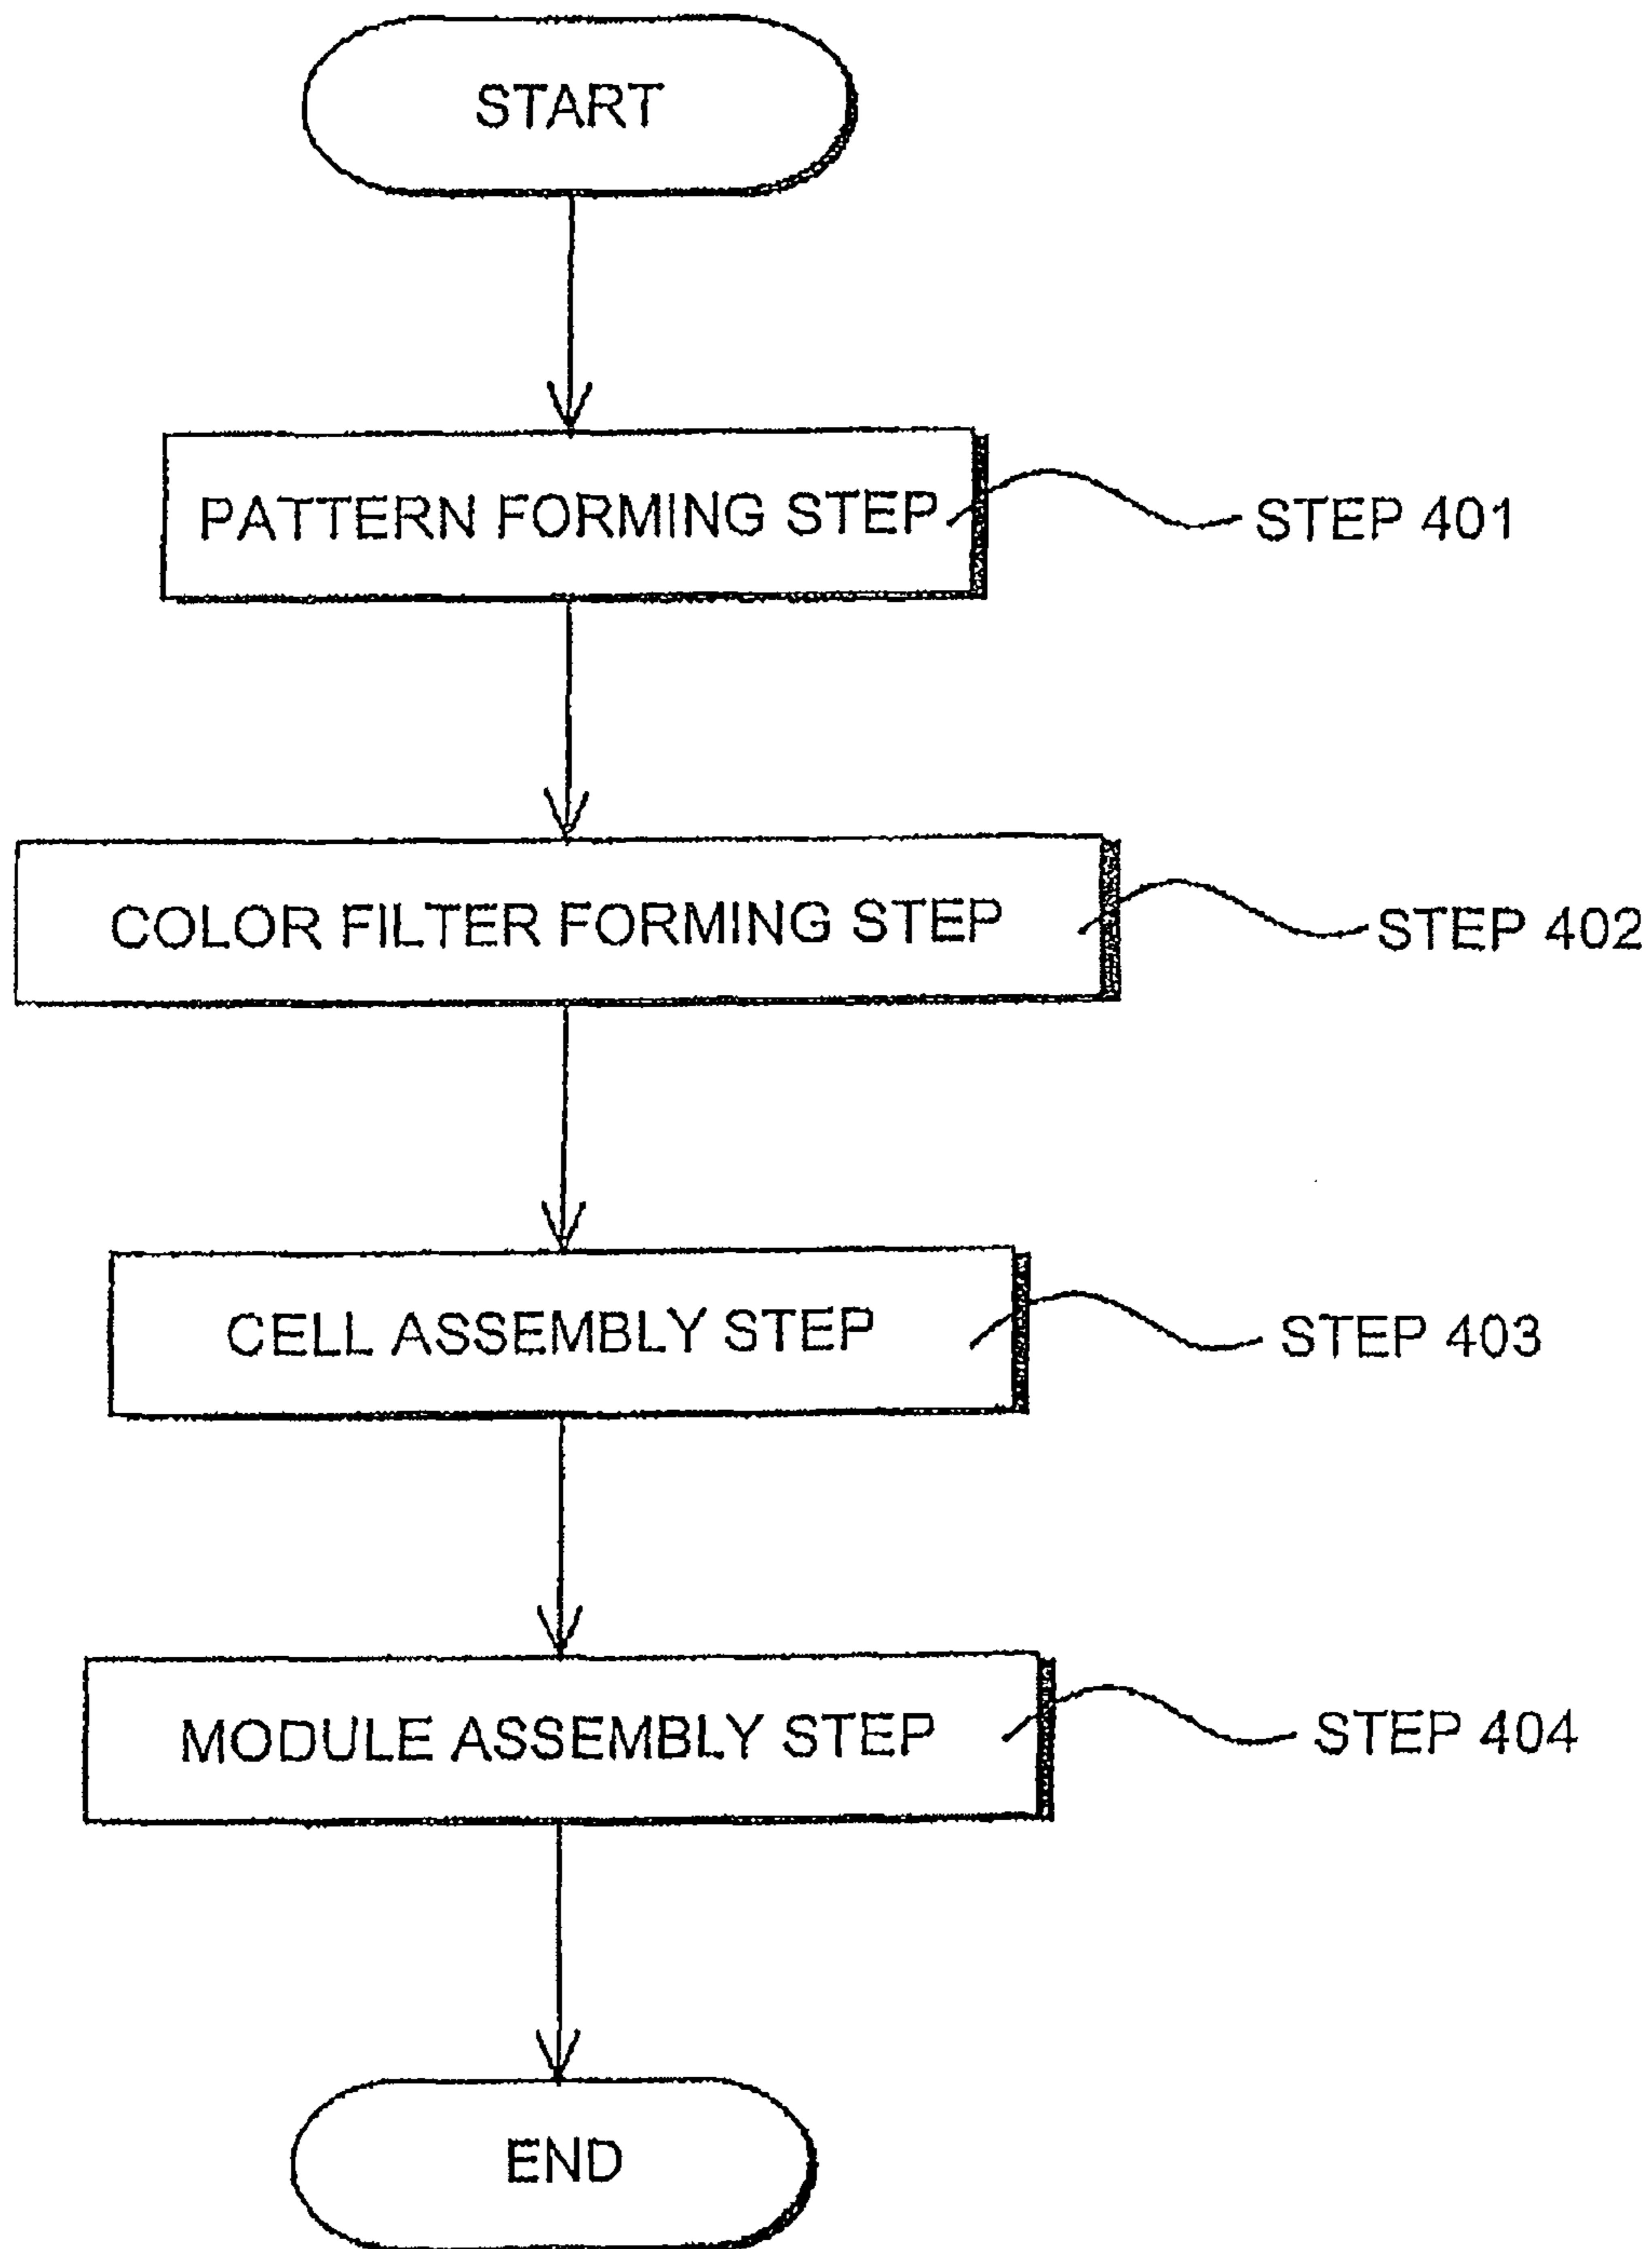 START
PATTERN FORMING STEP
STEP 401
COLOR FILTER FORMING STEP
STEP 402
CELL ASSEMBLY STEP
STEP 403
MODULE ASSEMBLY STEP
STEP 404
END